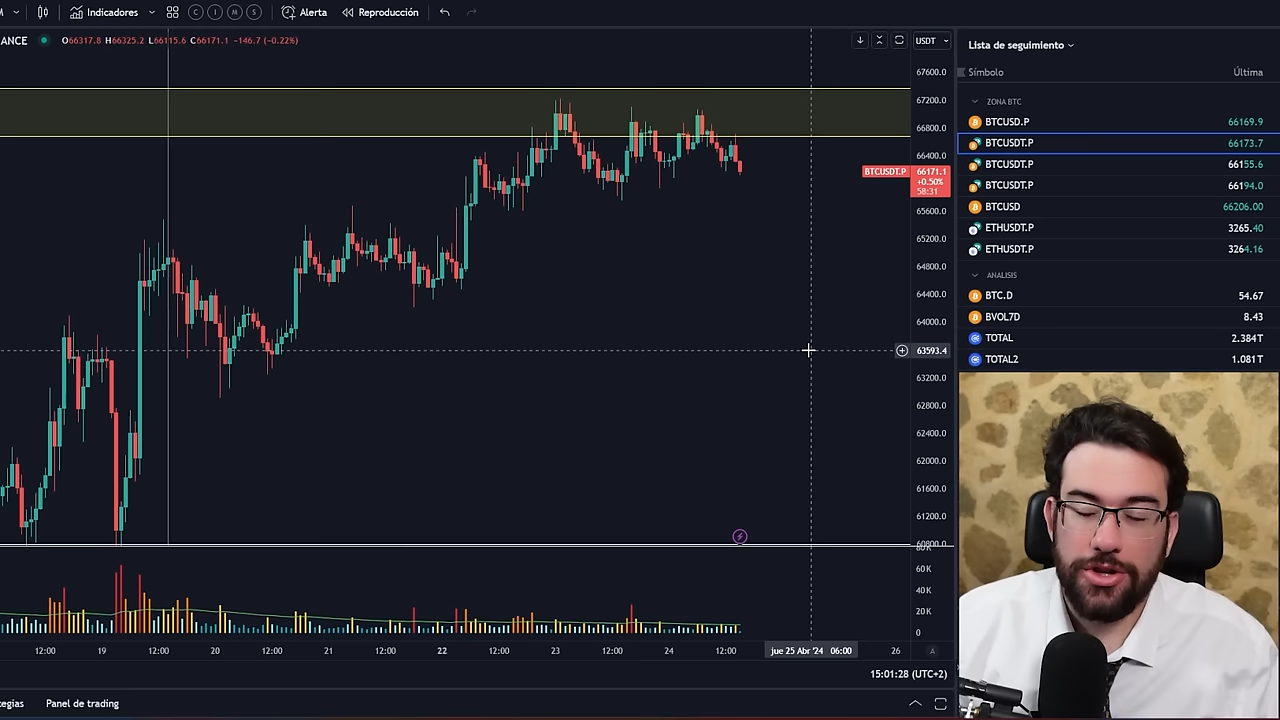 Indicadores
C I M S
Alerta
Reproducción
ANCE O66317.8 H66325.2 L66115.6 C66171.1 -146.7 (-0.22%)
USDT
67600.0
67200.0
66800.0
66400.0
BTCUSDT.P 66171.1
+0.50%
58:31
65600.0
65200.0
64800.0
64400.0
64000.0
63593.4
63200.0
62800.0
62400.0
62000.0
61600.0
61200.0
60800.0
80K
60K
40K
20K
0
12:00 19 12:00 20 12:00 21 12:00 22 12:00 23 12:00 24 12:00 jue 25 Abr '24 06:00 26 A
15:01:28 (UTC+2)
tegias Panel de trading
Lista de seguimiento
Símbolo Última
ZONA BTC
BTCUSD.P 66169.9
BTCUSDT.P 66173.7
BTCUSDT.P 66155.6
BTCUSDT.P 66194.0
BTCUSD 66206.00
ETHUSDT.P 3265.40
ETHUSDT.P 3264.16
ANALISIS
BTC.D 54.67
BVOL7D 8.43
TOTAL 2.384T
TOTAL2 1.081T